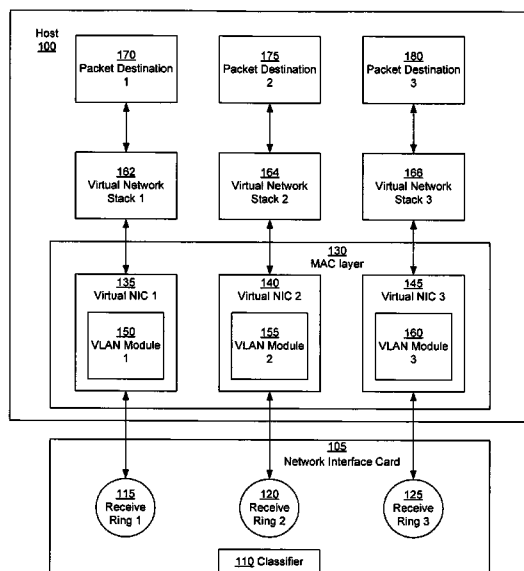 Host
100
170
Packet Destination
1
175
Packet Destination
2
180
Packet Destination
3
162
Virtual Network
Stack 1
164
Virtual Network
Stack 2
168
Virtual Network
Stack 3
130
MAC layer
135
Virtual NIC 1
140
Virtual NIC 2
145
Virtual NIC 3
150
VLAN Module
1
155
VLAN Module
2
160
VLAN Module
3
105
Network Interface Card
115
Receive
Ring 1
120
Receive
Ring 2
125
Receive
Ring 3
110 Classifier